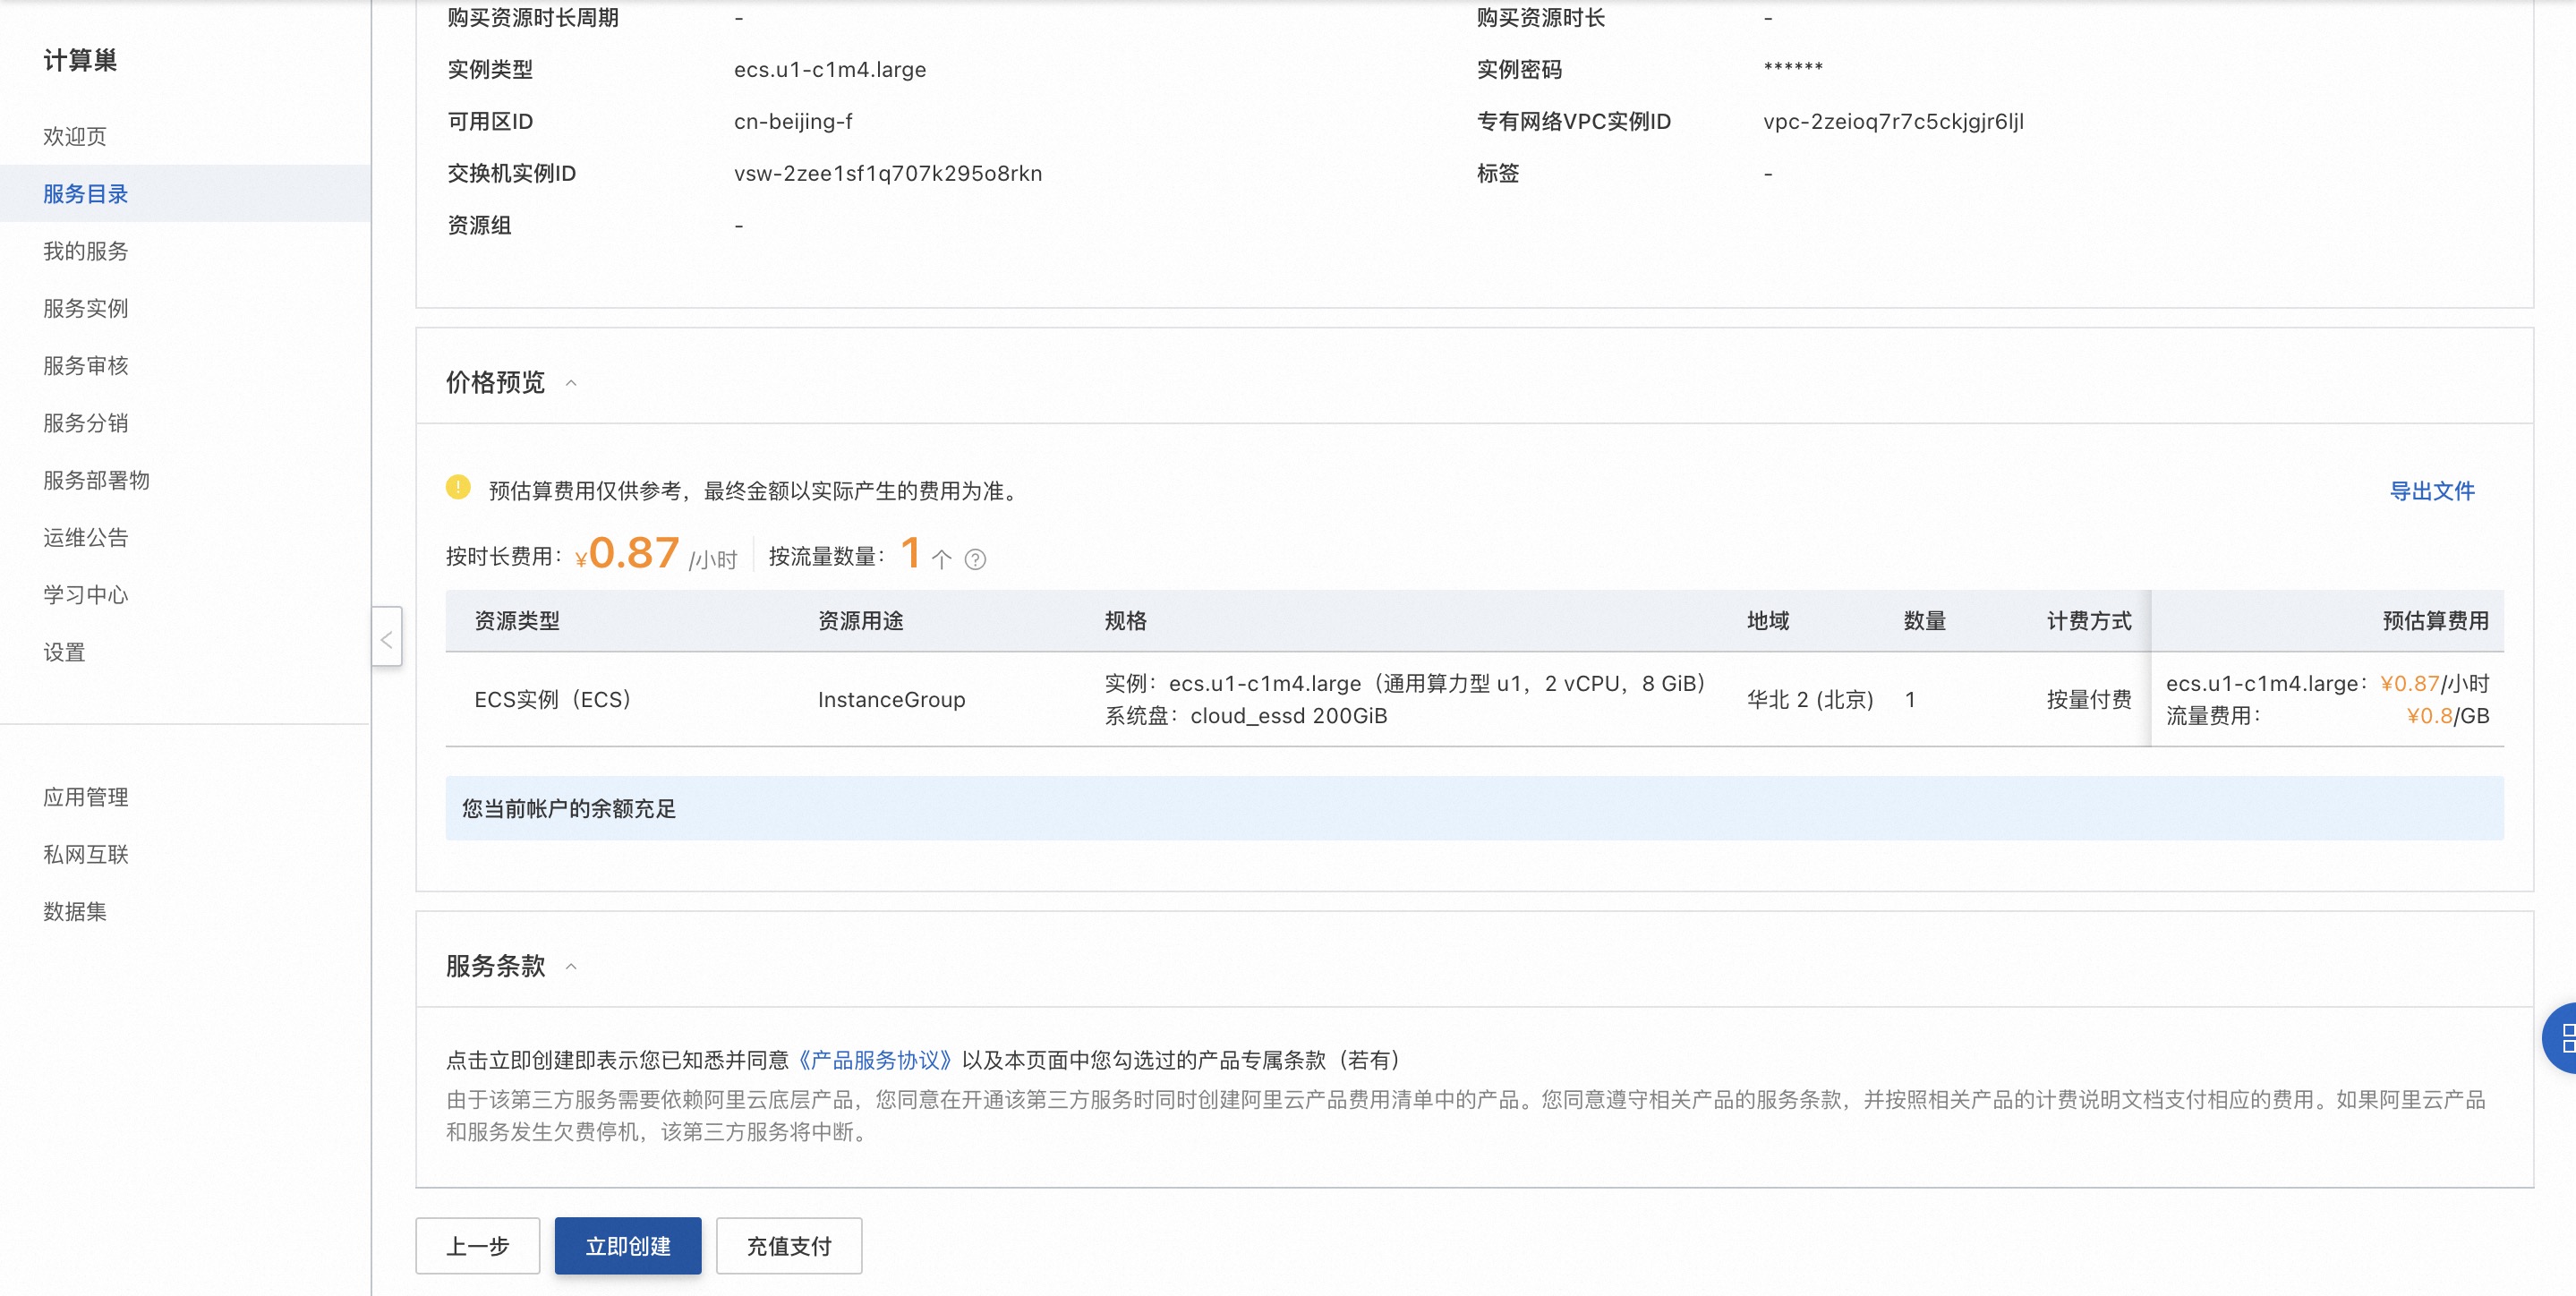 计算巢
欢迎页
服务目录
我的服务
服务实例
服务审核
服务分销
服务部署物
运维公告
学习中心
设置
应用管理
私网互联
数据集
购买资源时长周期 -
购买资源时长 -
实例类型 ecs.u1-c1m4.large
实例密码 ******
可用区ID cn-beijing-f
专有网络VPC实例ID vpc-2zeioq7r7c5ckjgjr6ljl
交换机实例ID vsw-2zee1sf1q707k295o8rkn
标签 -
资源组 -
价格预览
预估算费用仅供参考，最终金额以实际产生的费用为准。
导出文件
按时长费用：¥0.87 /小时 按流量数量：1 个
资源类型 资源用途 规格 地域 数量 计费方式 预估算费用
ECS实例（ECS） InstanceGroup 实例：ecs.u1-c1m4.large（通用算力型 u1，2 vCPU，8 GiB） 华北 2 (北京) 1 按量付费 ecs.u1-c1m4.large：¥0.87/小时
系统盘：cloud_essd 200GiB 流量费用：¥0.8/GB
您当前帐户的余额充足
服务条款
点击立即创建即表示您已知悉并同意《产品服务协议》以及本页面中您勾选过的产品专属条款（若有）
由于该第三方服务需要依赖阿里云底层产品，您同意在开通该第三方服务时同时创建阿里云产品费用清单中的产品。您同意遵守相关产品的服务条款，并按照相关产品的计费说明文档支付相应的费用。如果阿里云产品
和服务发生欠费停机，该第三方服务将中断。
上一步 立即创建 充值支付